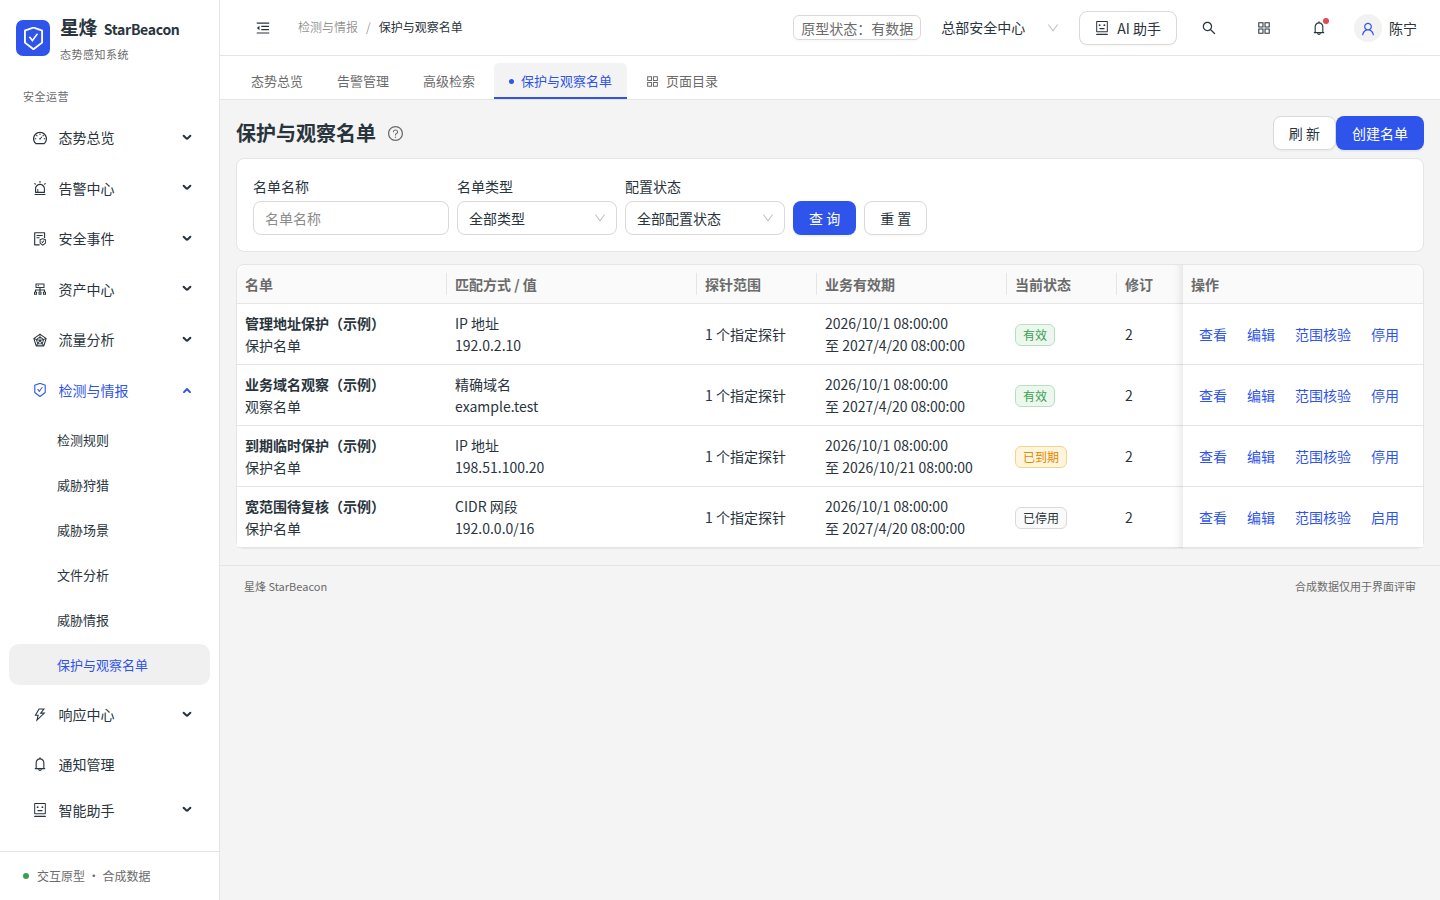 星烽 StarBeacon
态势感知系统
安全运营
态势总览
告警中心
安全事件
资产中心
流量分析
检测与情报
检测规则
威胁狩猎
威胁场景
文件分析
威胁情报
保护与观察名单
响应中心
通知管理
智能助手
交互原型 · 合成数据
检测与情报 / 保护与观察名单
原型状态：有数据
总部安全中心
AI 助手
陈宁
态势总览
告警管理
高级检索
保护与观察名单
页面目录
保护与观察名单
刷 新
创建名单
名单名称
名单类型
配置状态
名单名称
全部类型
全部配置状态
查 询
重 置
名单 匹配方式 / 值 探针范围 业务有效期 当前状态 修订 操作
管理地址保护（示例） IP 地址 2026/10/1 08:00:00
1 个指定探针 有效 2 查看 编辑 范围核验 停用
保护名单 192.0.2.10 至 2027/4/20 08:00:00
业务域名观察（示例） 精确域名 2026/10/1 08:00:00
1 个指定探针 有效 2 查看 编辑 范围核验 停用
观察名单 example.test 至 2027/4/20 08:00:00
到期临时保护（示例） IP 地址 2026/10/1 08:00:00
1 个指定探针 已到期 2 查看 编辑 范围核验 停用
保护名单 198.51.100.20 至 2026/10/21 08:00:00
宽范围待复核（示例） CIDR 网段 2026/10/1 08:00:00
1 个指定探针 已停用 2 查看 编辑 范围核验 启用
保护名单 192.0.0.0/16 至 2027/4/20 08:00:00
星烽 StarBeacon
合成数据仅用于界面评审